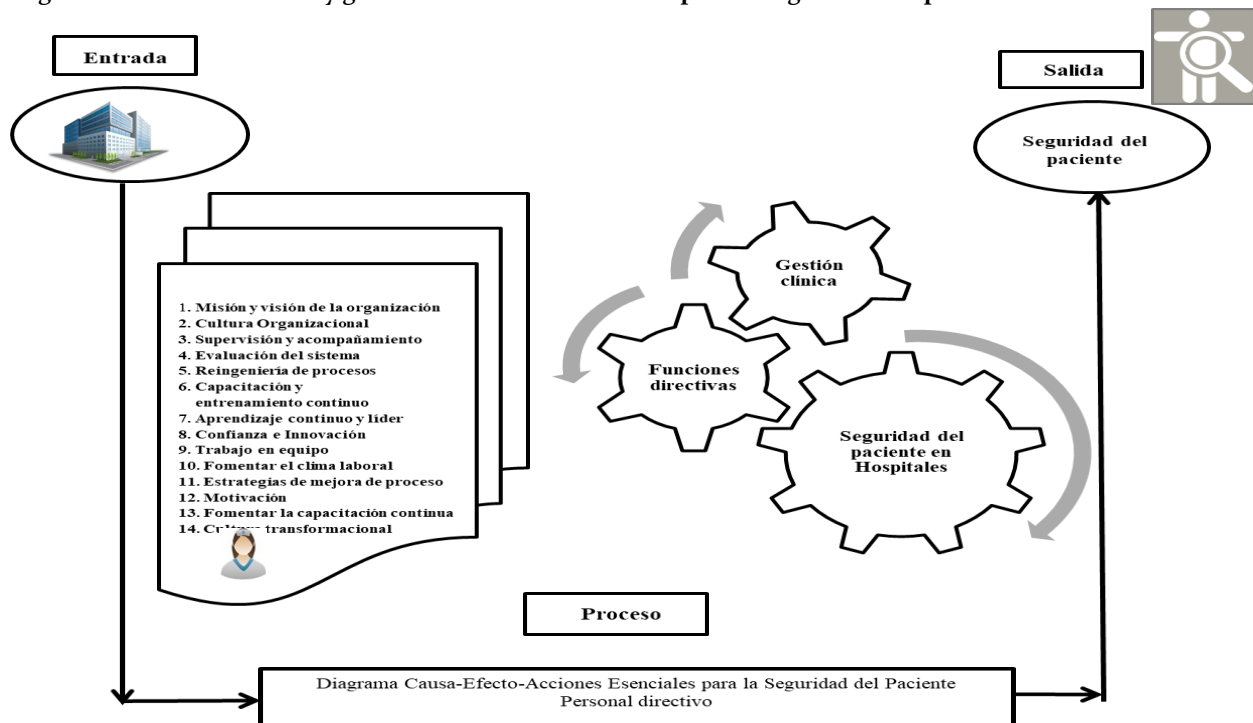 Entrada
Salida
Seguridad del
paciente
1. Misión y visión de la organización
2. Cultura Organizacional
3. Supervisión y acompañamiento
4. Evaluación del sistema
5. Reingeniería de procesos
6. Capacitación y
entrenamiento continuo
7. Aprendizaje continuo y líder
8. Confianza e Innovación
9. Trabajo en equipo
10. Fomentar el clima laboral
11. Estrategias de mejora de proceso
12. Motivación
13. Fomentar la capacitación continua
14. Cultura transformacional
Gestión
clínica
Funciones
directivas
Seguridad del
paciente en
Hospitales
Proceso
Diagrama Causa-Efecto-Acciones Esenciales para la Seguridad del Paciente
Personal directivo